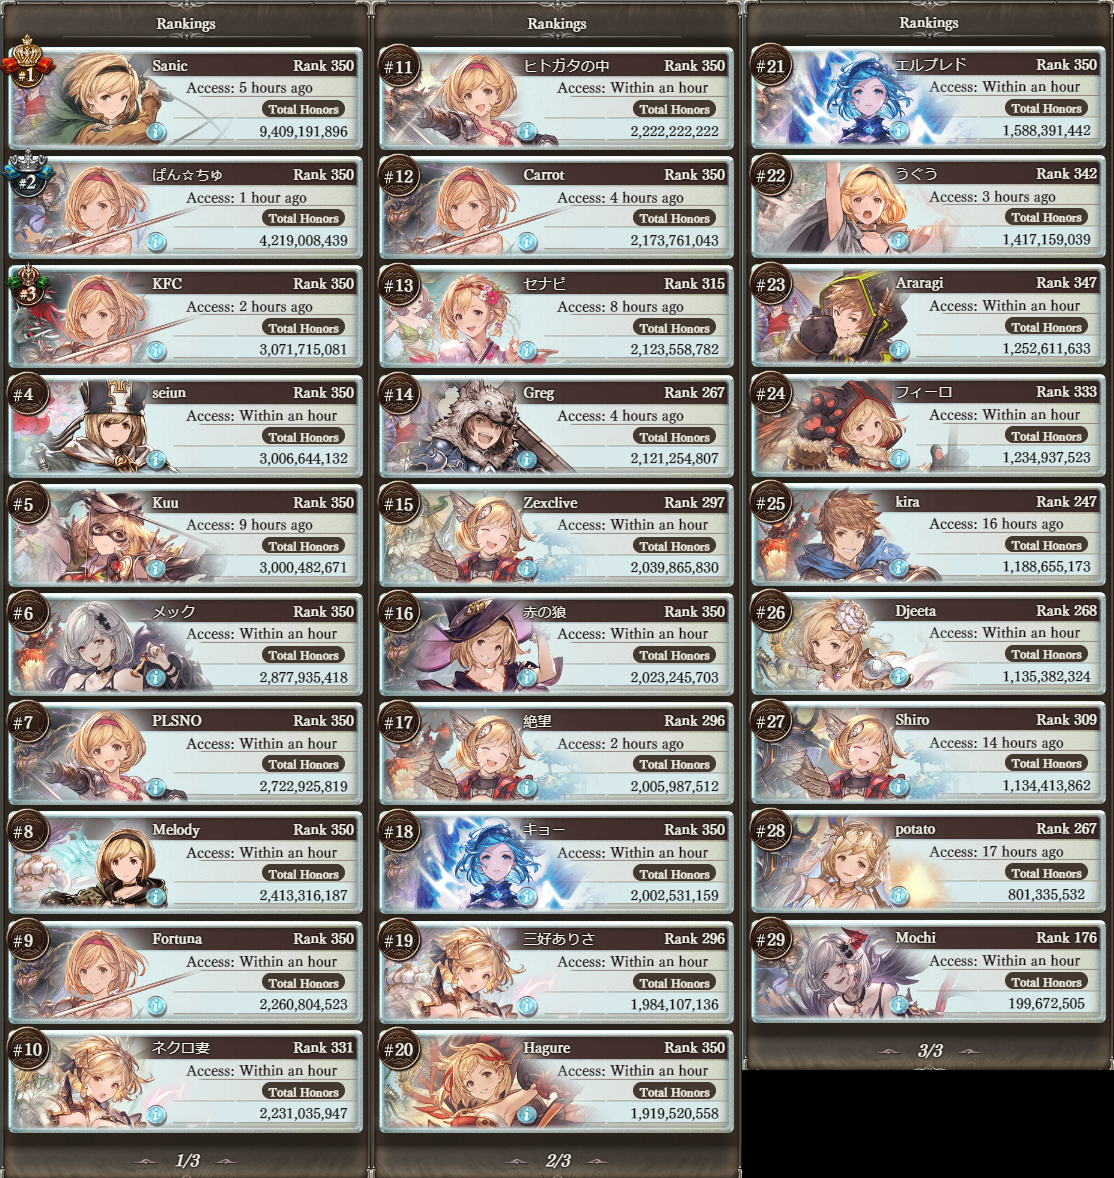 Rankings
#1
Sanic
Rank 350
Access: 5 hours ago
Total Honors
9,409,191,896
#2
ぱん☆ちゅ
Rank 350
Access: 1 hour ago
Total Honors
4,219,008,439
#3
KFC
Rank 350
Access: 2 hours ago
Total Honors
3,071,715,081
#4
seiun
Rank 350
Access: Within an hour
Total Honors
3,006,644,132
#5
Kuu
Rank 350
Access: 9 hours ago
Total Honors
3,000,482,671
#6
メック
Rank 350
Access: Within an hour
Total Honors
2,877,935,418
#7
PLSNO
Rank 350
Access: Within an hour
Total Honors
2,722,925,819
#8
Melody
Rank 350
Access: Within an hour
Total Honors
2,413,316,187
#9
Fortuna
Rank 350
Access: Within an hour
Total Honors
2,260,804,523
#10
ネクロ妻
Rank 331
Access: Within an hour
Total Honors
2,231,035,947
1/3
Rankings
#11
ヒトガタの中
Rank 350
Access: Within an hour
Total Honors
2,222,222,222
#12
Carrot
Rank 350
Access: 4 hours ago
Total Honors
2,173,761,043
#13
セナピ
Rank 315
Access: 8 hours ago
Total Honors
2,123,558,782
#14
Greg
Rank 267
Access: 4 hours ago
Total Honors
2,121,254,807
#15
Zexclive
Rank 297
Access: Within an hour
Total Honors
2,039,865,830
#16
赤の狼
Rank 350
Access: Within an hour
Total Honors
2,023,245,703
#17
絶望
Rank 296
Access: 2 hours ago
Total Honors
2,005,987,512
#18
キョー
Rank 350
Access: Within an hour
Total Honors
2,002,531,159
#19
三好ありさ
Rank 296
Access: Within an hour
Total Honors
1,984,107,136
#20
Hagure
Rank 350
Access: Within an hour
Total Honors
1,919,520,558
2/3
Rankings
#21
エルプレド
Rank 350
Access: Within an hour
Total Honors
1,588,391,442
#22
うぐう
Rank 342
Access: 3 hours ago
Total Honors
1,417,159,039
#23
Araragi
Rank 347
Access: Within an hour
Total Honors
1,252,611,633
#24
フィーロ
Rank 333
Access: Within an hour
Total Honors
1,234,937,523
#25
kira
Rank 247
Access: 16 hours ago
Total Honors
1,188,655,173
#26
Djeeta
Rank 268
Access: Within an hour
Total Honors
1,135,382,324
#27
Shiro
Rank 309
Access: 14 hours ago
Total Honors
1,134,413,862
#28
potato
Rank 267
Access: 17 hours ago
Total Honors
801,335,532
#29
Mochi
Rank 176
Access: Within an hour
Total Honors
199,672,505
3/3